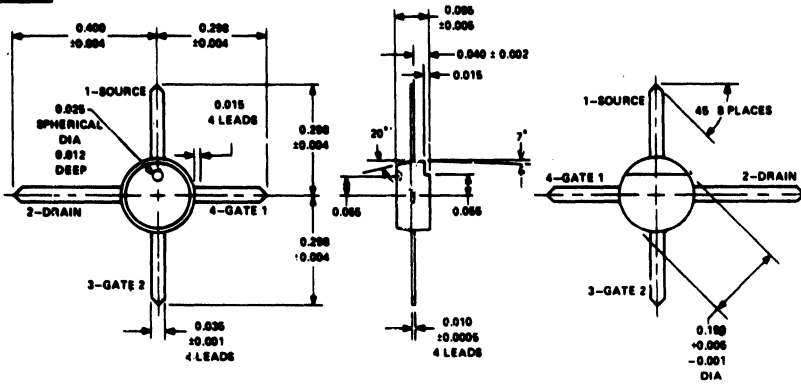 0.400
±0.004
0.298
±0.004
1-SOURCE
0.025
SPHERICAL
DIA
0.012
DEEP
0.015
4 LEADS
0.298
±0.004
2-DRAIN
4-GATE 1
0.298
±0.004
3-GATE 2
0.035
±0.001
4 LEADS
±0.005
0.040 ± 0.002
0.015
20°
7°
0.065
0.065
0.010
±0.0005
4 LEADS
1-SOURCE
45 8 PLACES
4-GATE 1
2-DRAIN
3-GATE 2
+0.005
-0.001
DIA